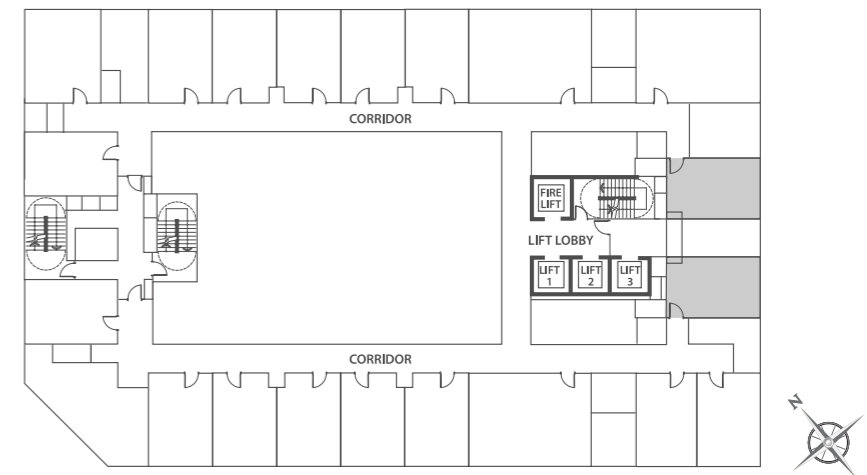 CORRIDOR
FIRE
LIFT
LIFT LOBBY
LIFT
1
LIFT
2
LIFT
3
CORRIDOR
N